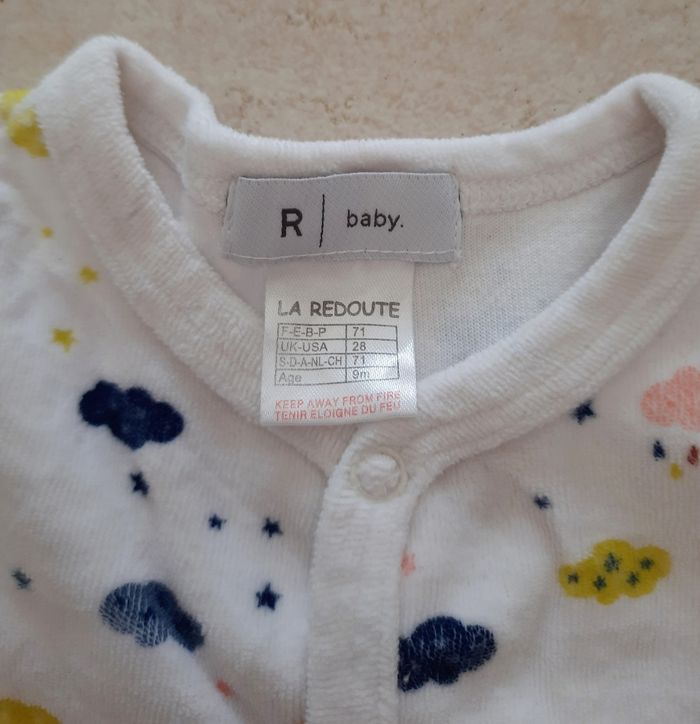 R | baby.
LA REDOUTE
F-E-B-P 71
UK-USA 28
S-D-A-NL-CH 71
Age 9m
KEEP AWAY FROM FIRE
TENIR ELOIGNE DU FEU